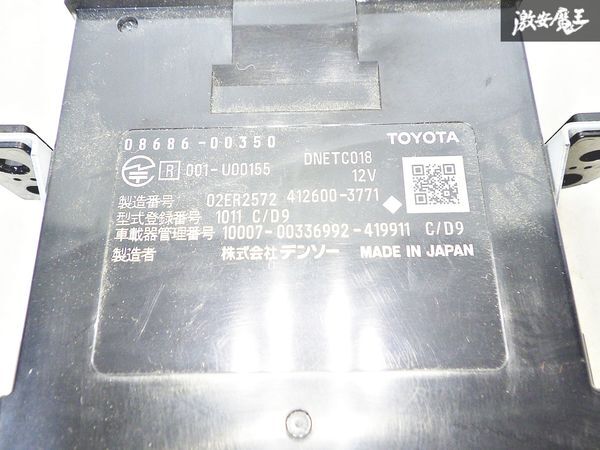 激安魔王
08686-00350 TOYOTA
R 001-U00155 DNETC018 12V
製造番号 02ER2572 412600-3771
型式登録番号 1011 C/D9
車載器管理番号 10007-00336992-419911 C/D9
製造者 株式会社デンソー MADE IN JAPAN